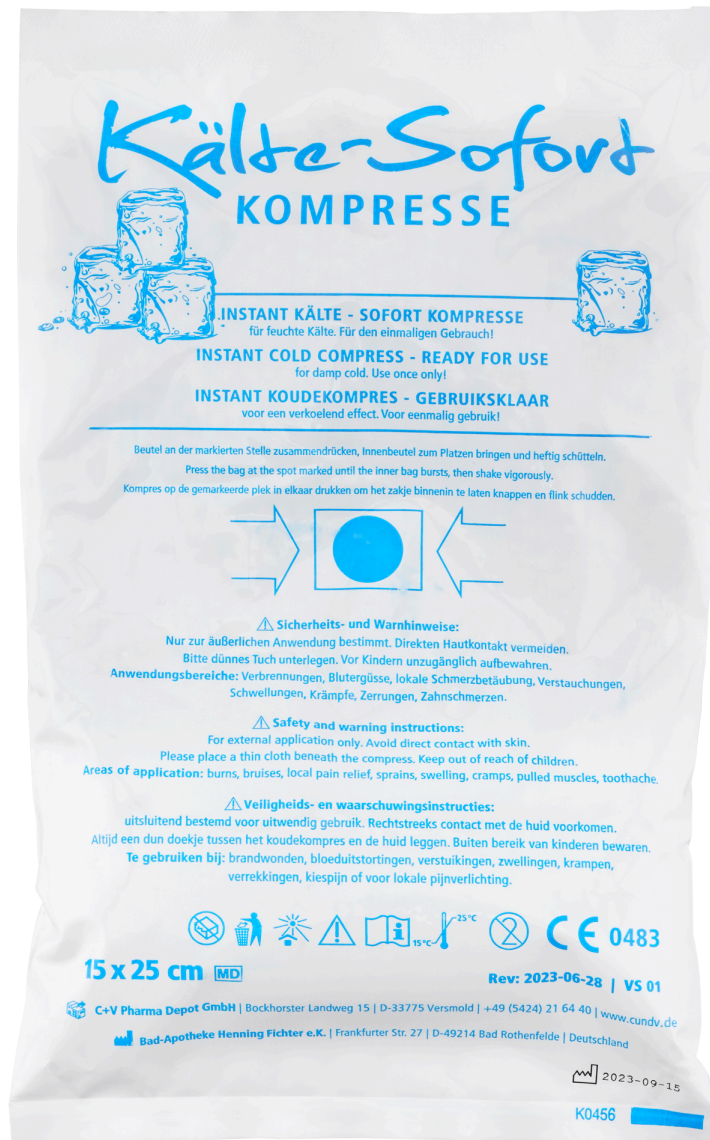 Kälte-Sofort
KOMPRESSE
INSTANT KÄLTE - SOFORT KOMPRESSE
für feuchte Kälte. Für den einmaligen Gebrauch!
INSTANT COLD COMPRESS - READY FOR USE
for damp cold. Use once only!
INSTANT KOUDEKOMPRES - GEBRUIKSKLAAR
voor een verkoelend effect. Voor eenmalig gebruik!
Beutel an der markierten Stelle zusammendrücken, Innenbeutel zum Platzen bringen und heftig schütteln.
Press the bag at the spot marked until the inner bag bursts, then shake vigorously.
Kompres op de gemarkeerde plek in elkaar drukken om het zakje binnenin te laten knappen en flink schudden.
Sicherheits- und Warnhinweise:
Nur zur äußerlichen Anwendung bestimmt. Direkten Hautkontakt vermeiden.
Bitte dünnes Tuch unterlegen. Vor Kindern unzugänglich aufbewahren.
Anwendungsbereiche: Verbrennungen, Blutergüsse, lokale Schmerzbetäubung, Verstauchungen,
Schwellungen, Krämpfe, Zerrungen, Zahnschmerzen.
Safety and warning instructions:
For external application only. Avoid direct contact with skin.
Please place a thin cloth beneath the compress. Keep out of reach of children.
Areas of application: burns, bruises, local pain relief, sprains, swelling, cramps, pulled muscles, toothache.
Veiligheids- en waarschuwingsinstructies:
uitsluitend bestemd voor uitwendig gebruik. Rechtstreeks contact met de huid voorkomen.
Altijd een dun doekje tussen het koudekompres en de huid leggen. Buiten bereik van kinderen bewaren.
Te gebruiken bij: brandwonden, bloeduitstortingen, verstuikingen, zwellingen, krampen,
verrekkingen, kiespijn of voor lokale pijnverlichting.
15°C 25°C 2 CE 0483
15 x 25 cm MD Rev: 2023-06-28 | VS 01
C+V Pharma Depot GmbH | Bockhorster Landweg 15 | D-33775 Versmold | +49 (5424) 21 64 40 | www.cundv.de
Bad-Apotheke Henning Fichter e.K. | Frankfurter Str. 27 | D-49214 Bad Rothenfelde | Deutschland
2023-09-15
K0456